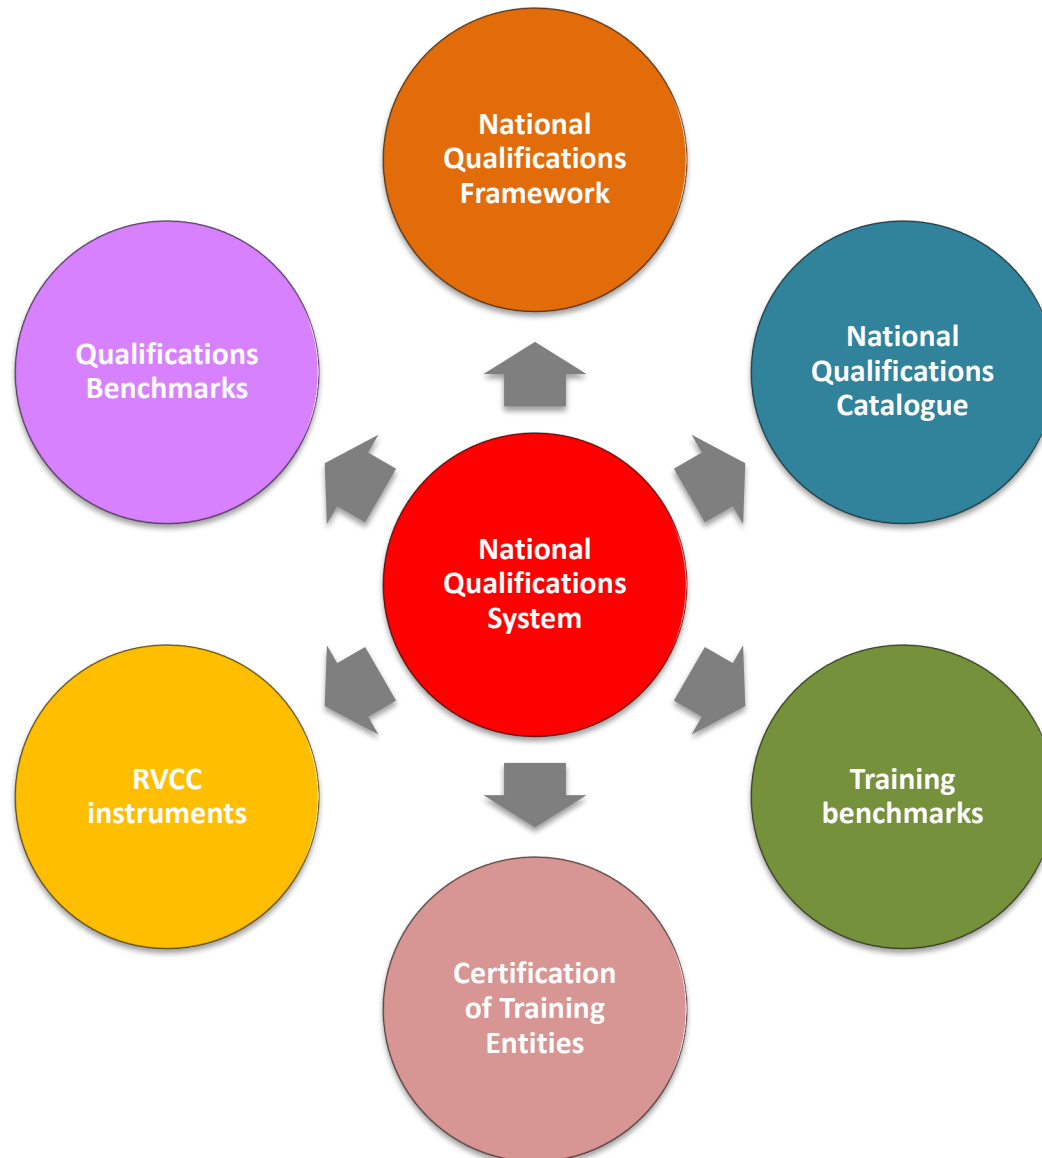 National
Qualifications
Framework
Qualifications
Benchmarks
National
Qualifications
Catalogue
National
Qualifications
System
RVCC
instruments
Training
benchmarks
Certification
of Training
Entities